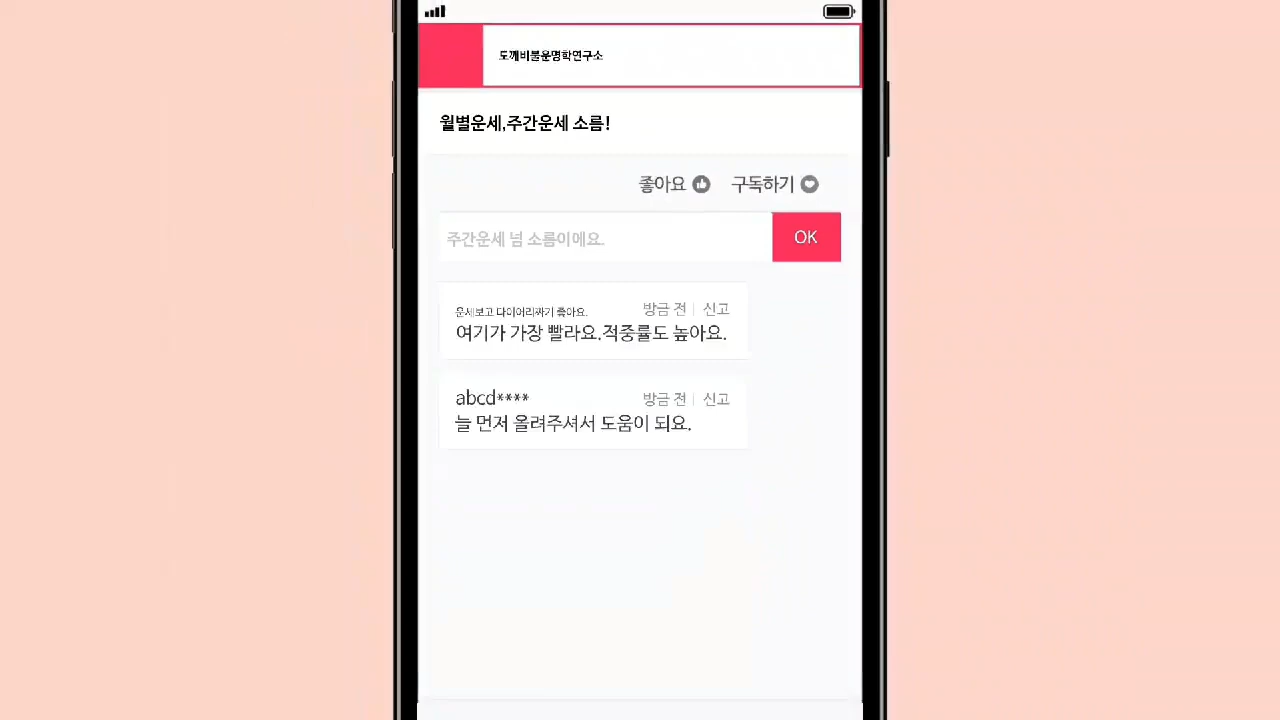 도깨비불운명학연구소
월별운세,주간운세 소름!
좋아요 구독하기
주간운세 넘 소름이에요.
OK
운세보고 다이어리짜기 좋아요.
방금 전 | 신고
여기가 가장 빨라요.적중률도 높아요.
abcd****
방금 전 | 신고
늘 먼저 올려주셔서 도움이 되요.